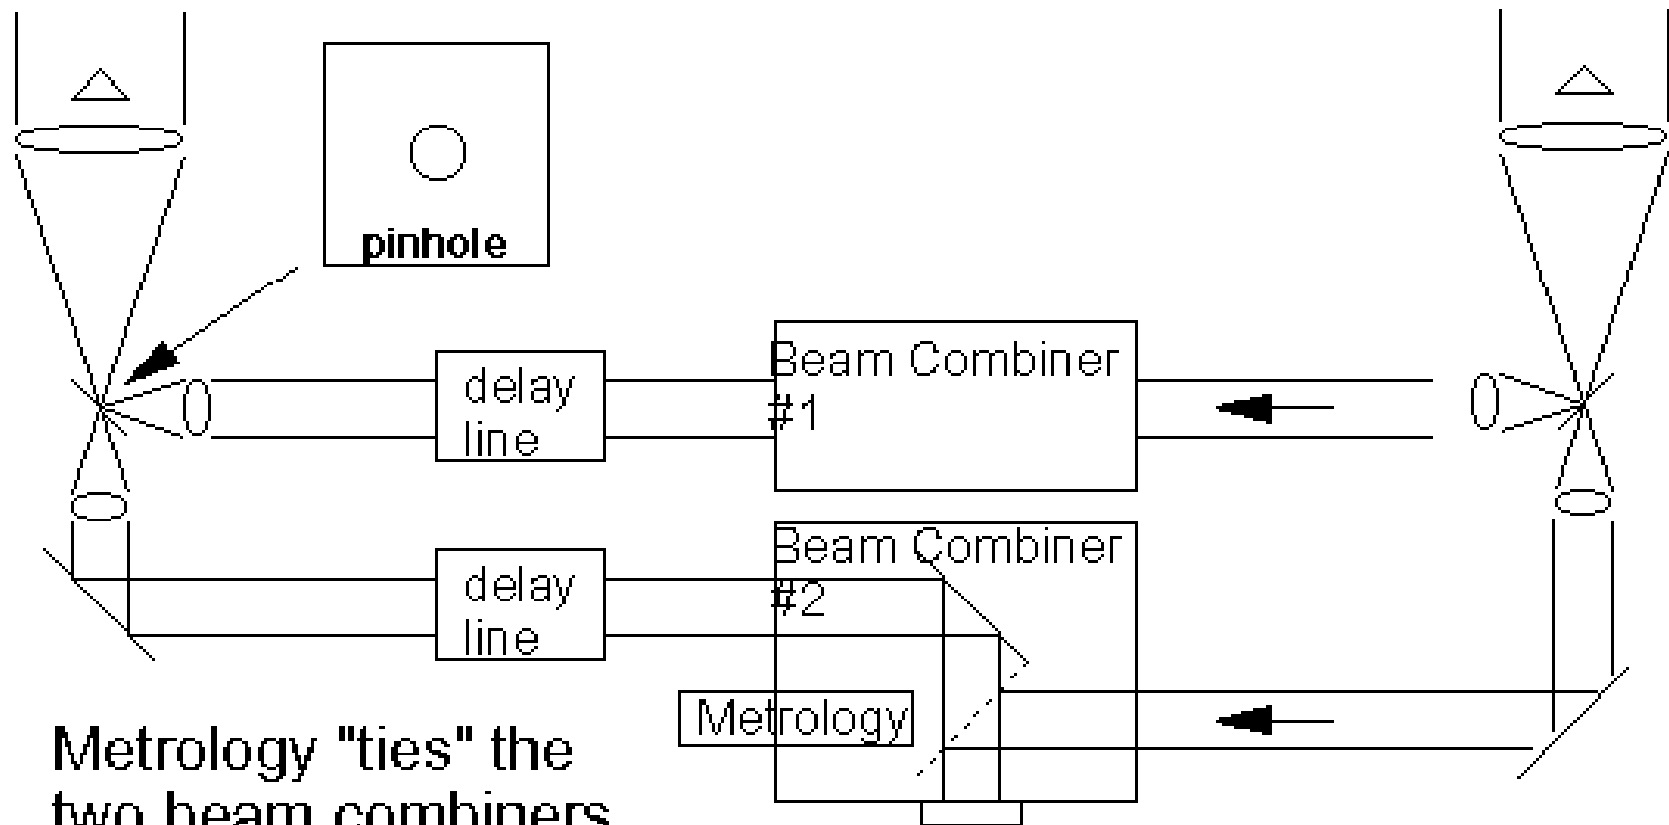 pinhole
delay
line
Beam Combiner
#1
delay
line
Beam Combiner
#2
Metrology
Metrology "ties" the
two beam combiners